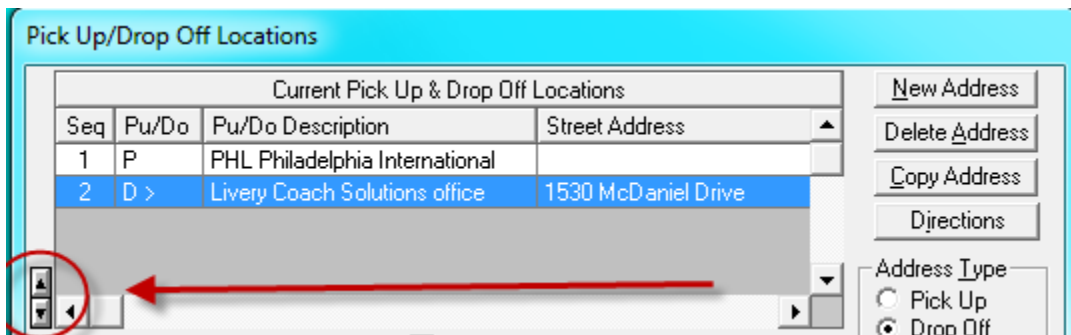 Pick Up/Drop Off Locations
Current Pick Up & Drop Off Locations
New Address
Seq Pu/Do Pu/Do Description Street Address
Delete Address
1 P PHL Philadelphia International
Copy Address
2 D > Livery Coach Solutions office 1530 McDaniel Drive
Directions
Address Type
Pick Up
Drop Off